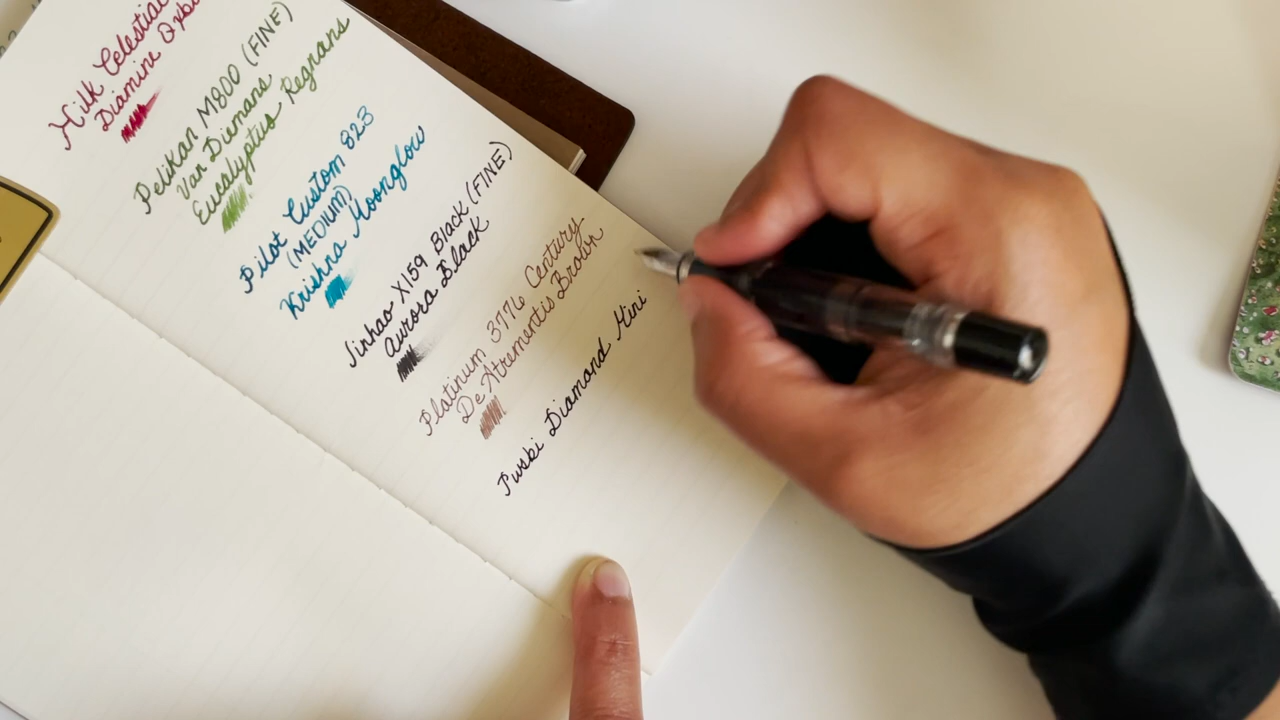 Milk Celestial
Diamine Oxbl
Pelikan M800 (FINE)
Van Diemans
Eucalyptus Regnans
Pilot Custom 823
(MEDIUM)
Krishna Moonglow
Jinhao X159 Black (FINE)
Aurora Black
Platinum 3776 Century
De Atramentis Brown
Twsbi Diamond Mini